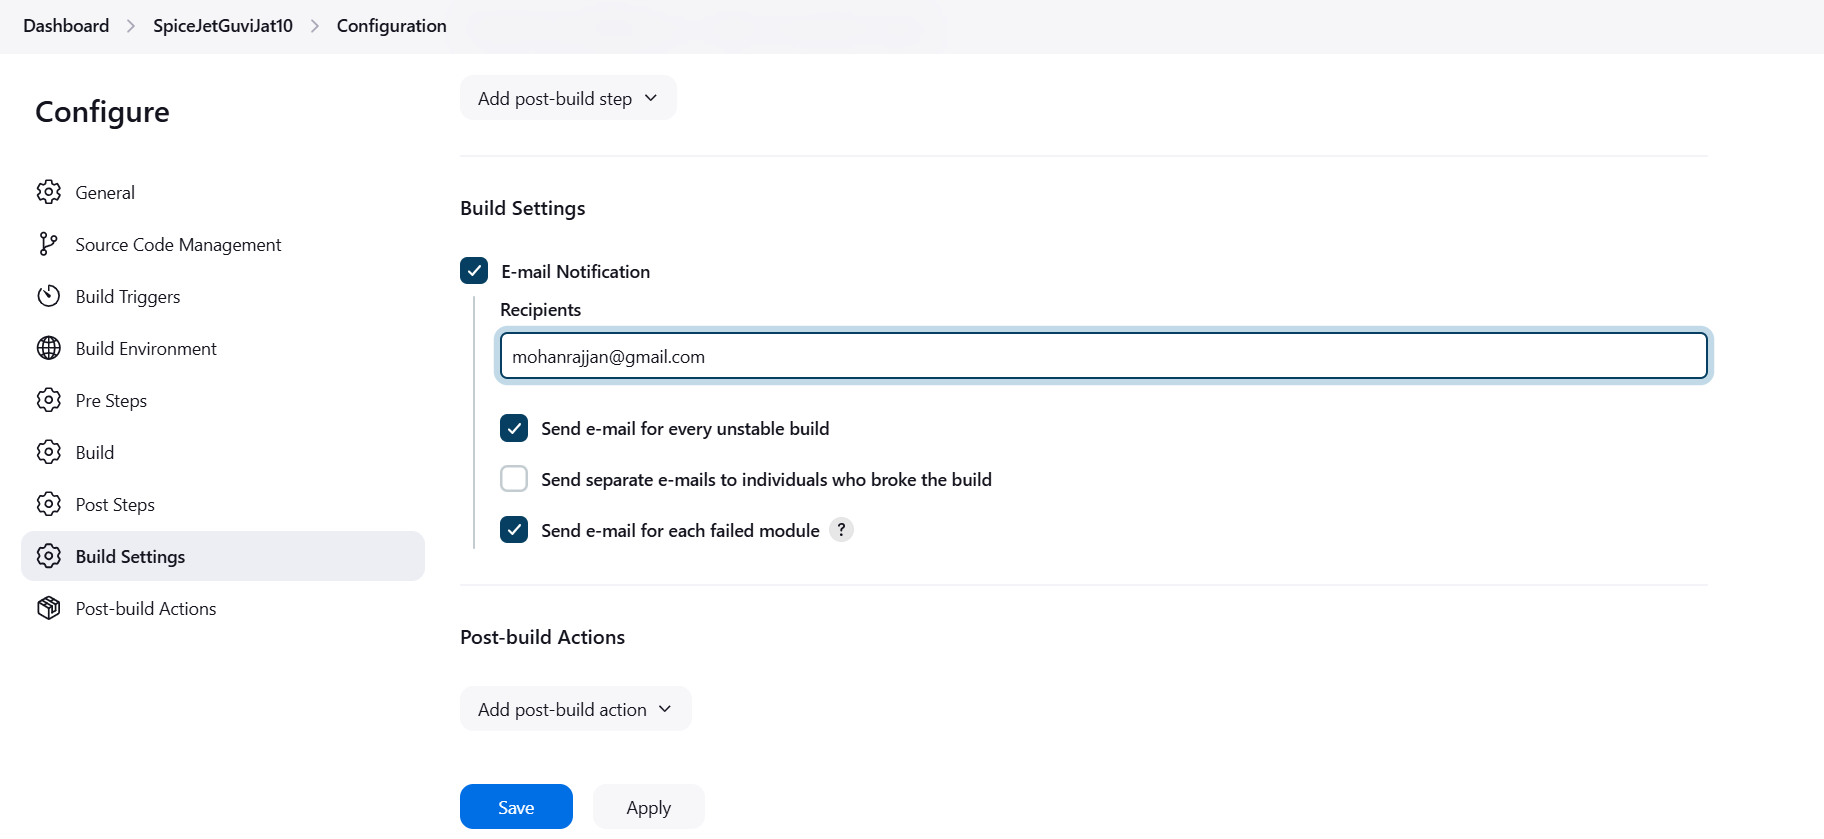 Dashboard > SpiceJetGuviJat10 > Configuration
Configure
General
Source Code Management
Build Triggers
Build Environment
Pre Steps
Build
Post Steps
Build Settings
Post-build Actions
Add post-build step
Build Settings
E-mail Notification
Recipients
mohanrajjan@gmail.com
Send e-mail for every unstable build
Send separate e-mails to individuals who broke the build
Send e-mail for each failed module ?
Post-build Actions
Add post-build action
Save Apply